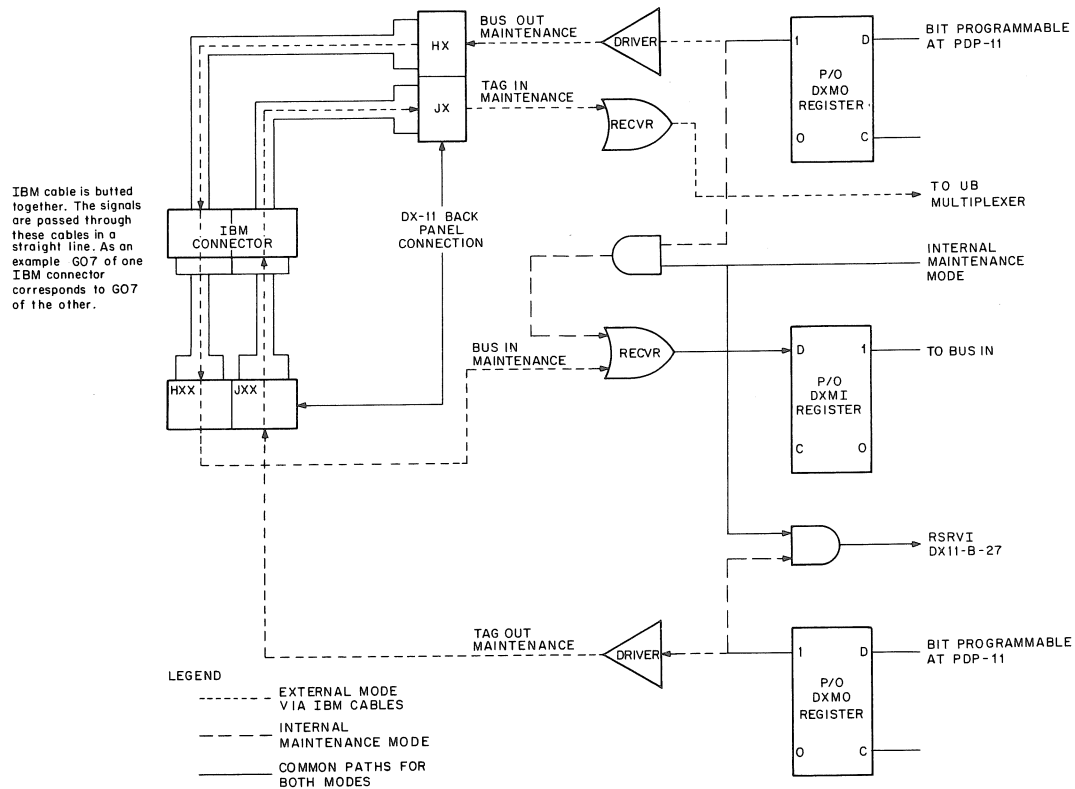 BUS OUT
MAINTENANCE
HX
DRIVER
1
D
BIT PROGRAMMABLE
AT PDP-11
P/O
DXMO
REGISTER
O
C
TAG IN
MAINTENANCE
JX
RECVR
TO UB
MULTIPLEXER
IBM cable is butted
together. The signals
are passed through
these cables in a
straight line. As an
example GO7 of one
IBM connector
corresponds to GO7
of the other.
IBM
CONNECTOR
DX-11 BACK
PANEL
CONNECTION
INTERNAL
MAINTENANCE
MODE
BUS IN
MAINTENANCE
RECVR
D
1
TO BUS IN
P/O
DXMI
REGISTER
C
O
HXX
JXX
RSRVI
DX11-B-27
TAG OUT
MAINTENANCE
DRIVER
1
D
BIT PROGRAMMABLE
AT PDP-11
P/O
DXMO
REGISTER
O
C
LEGEND
EXTERNAL MODE
VIA IBM CABLES
INTERNAL
MAINTENANCE MODE
COMMON PATHS FOR
BOTH MODES